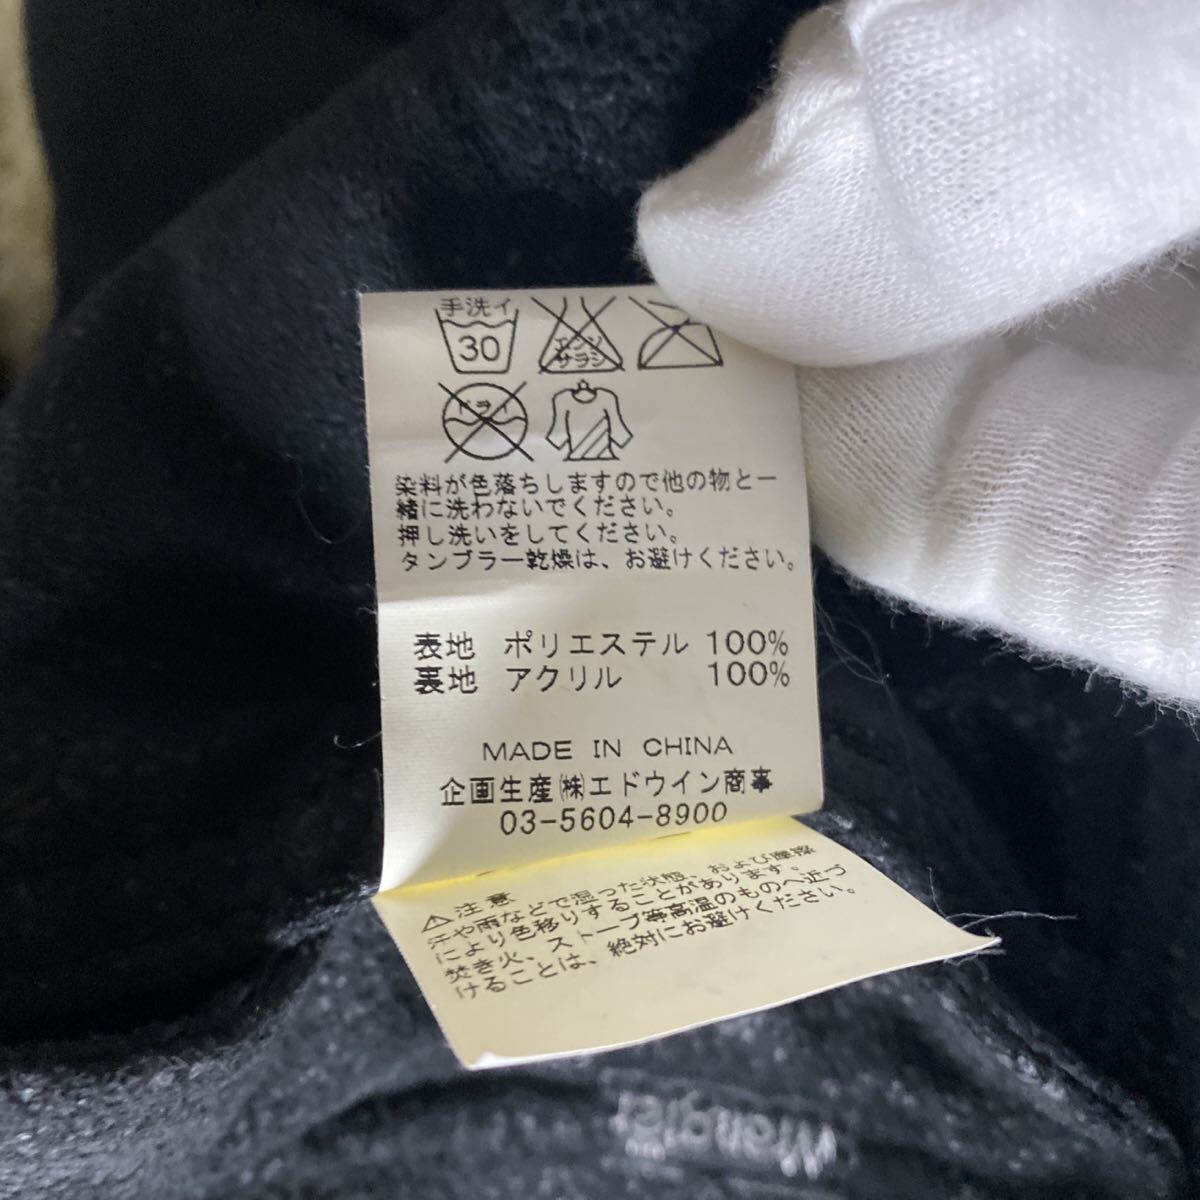 手洗イ
30
エンソ
サラシ
ドライ
染料が色落ちしますので他の物と一
緒に洗わないでください。
押し洗いをしてください。
タンブラー乾燥は、お避けください。
表地 ポリエステル 100%
裏地 アクリル 100%
MADE IN CHINA
企画生産㈱エドウイン商事
03-5604-8900
⚠注意
汗や雨などで湿った状態、および摩擦
により色移りすることがあります。
焚き火、ストーブ等高温のものへ近づ
けることは、絶対にお避けください。
Wrangler